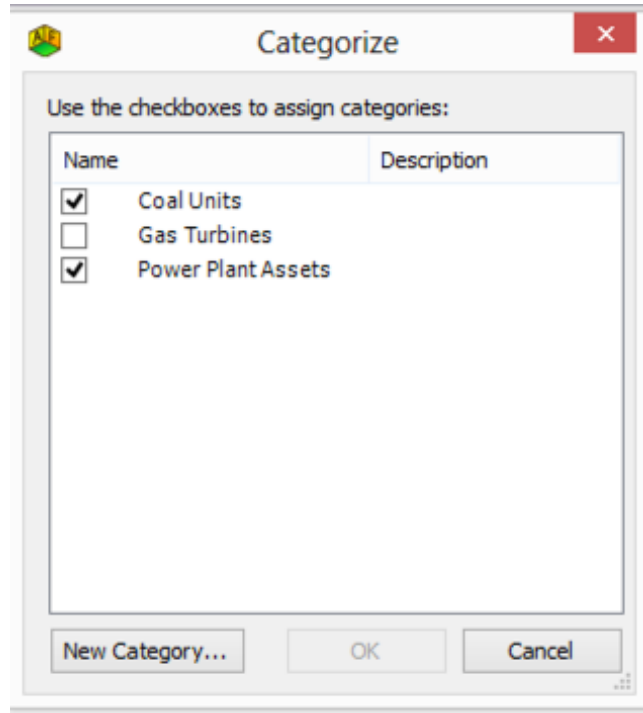 Categorize
Use the checkboxes to assign categories:
Name Description
Coal Units
Gas Turbines
Power Plant Assets
New Category... OK Cancel